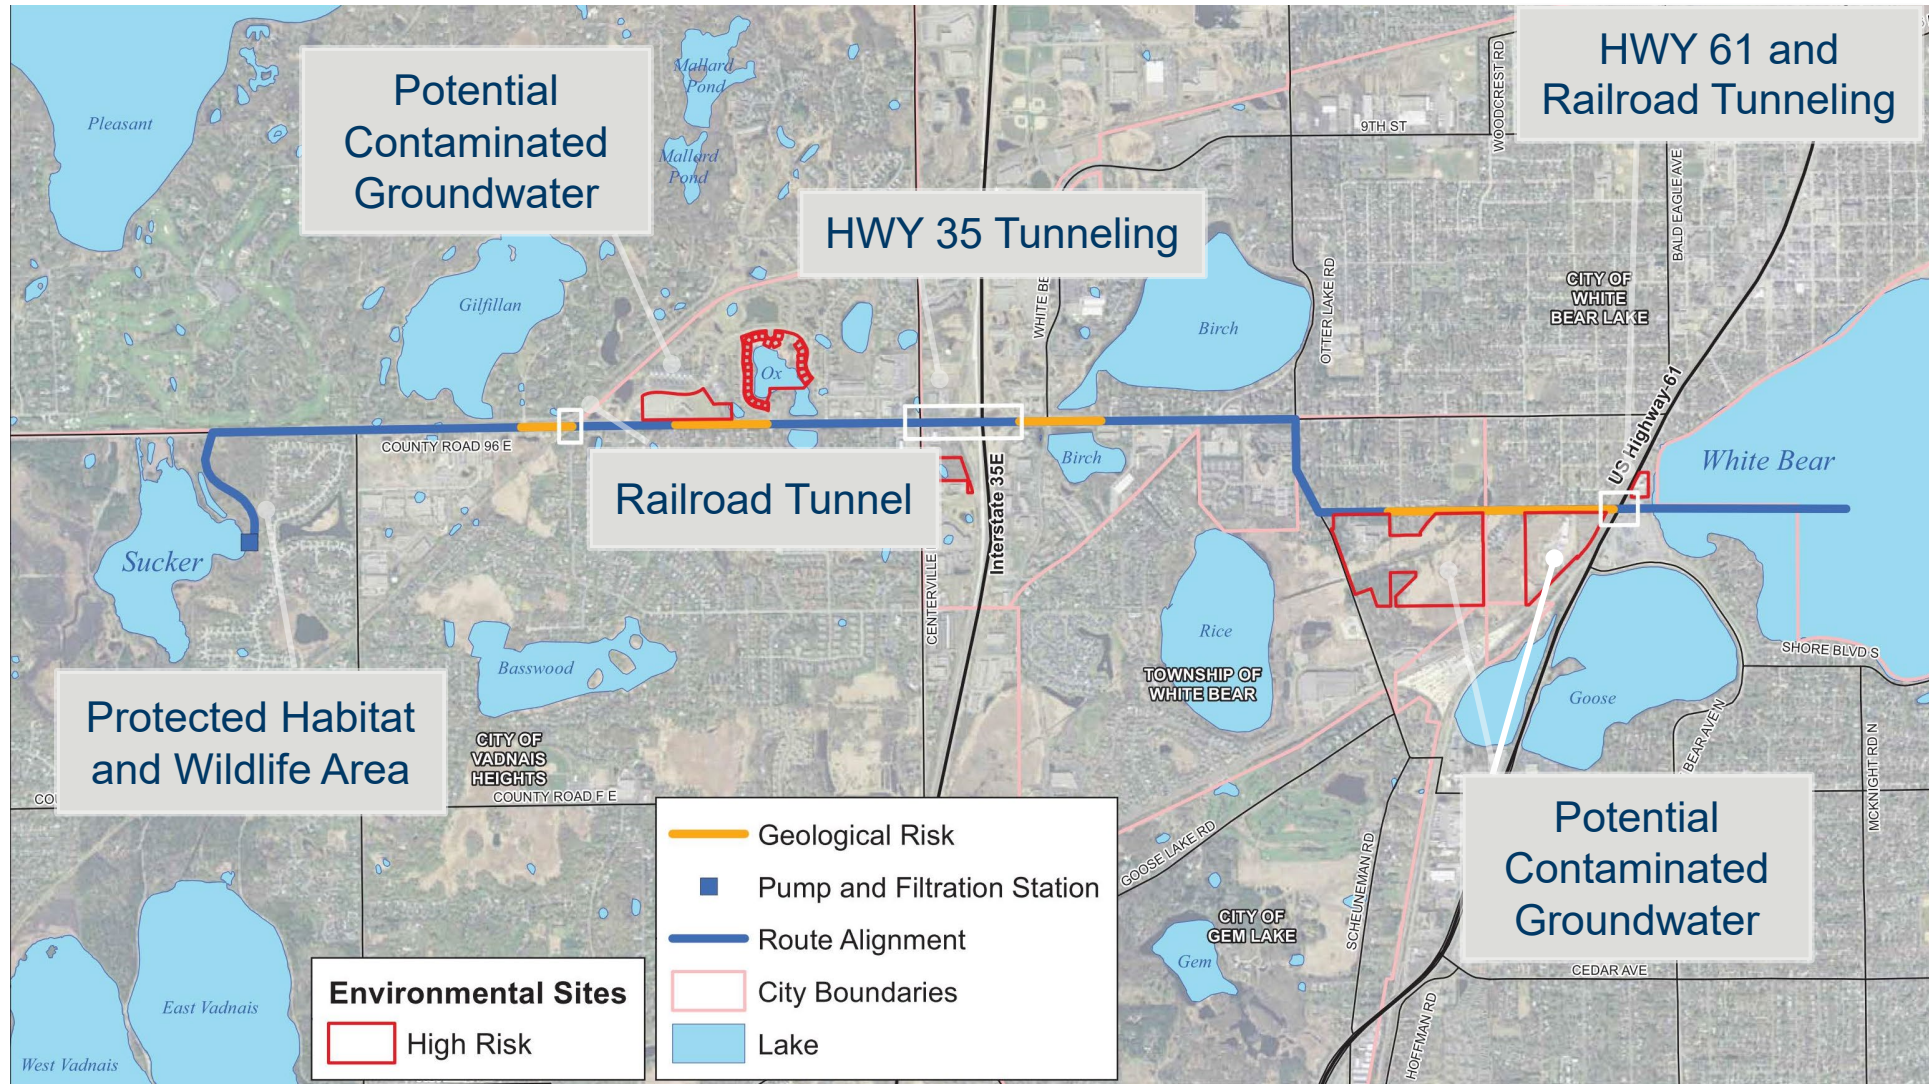 Pleasant
Potential
Contaminated
Groundwater
Mallard
Pond
Mallard
Pond
HWY 61 and
Railroad Tunneling
WOODCREST RD
9TH ST
BALD EAGLE AVE
HWY 35 Tunneling
Gilfillan
Ox
Birch
OTTER LAKE RD
CITY OF
WHITE
BEAR LAKE
COUNTY ROAD 96 E
Railroad Tunnel
Birch
Interstate 35E
US Highway-61
White Bear
Sucker
CENTERVILLE
Basswood
Rice
TOWNSHIP OF
WHITE BEAR
SHORE BLVD S
Goose
Protected Habitat
and Wildlife Area
CITY OF
VADNAIS
HEIGHTS
COUNTY ROAD F E
BEAR AVE N
MCKNIGHT RD N
Potential
Contaminated
Groundwater
GOOSE LAKE RD
SCHEUNEMAN RD
CITY OF
GEM LAKE
Gem
CEDAR AVE
HOFFMAN RD
East Vadnais
West Vadnais
Environmental Sites
High Risk
Geological Risk
Pump and Filtration Station
Route Alignment
City Boundaries
Lake